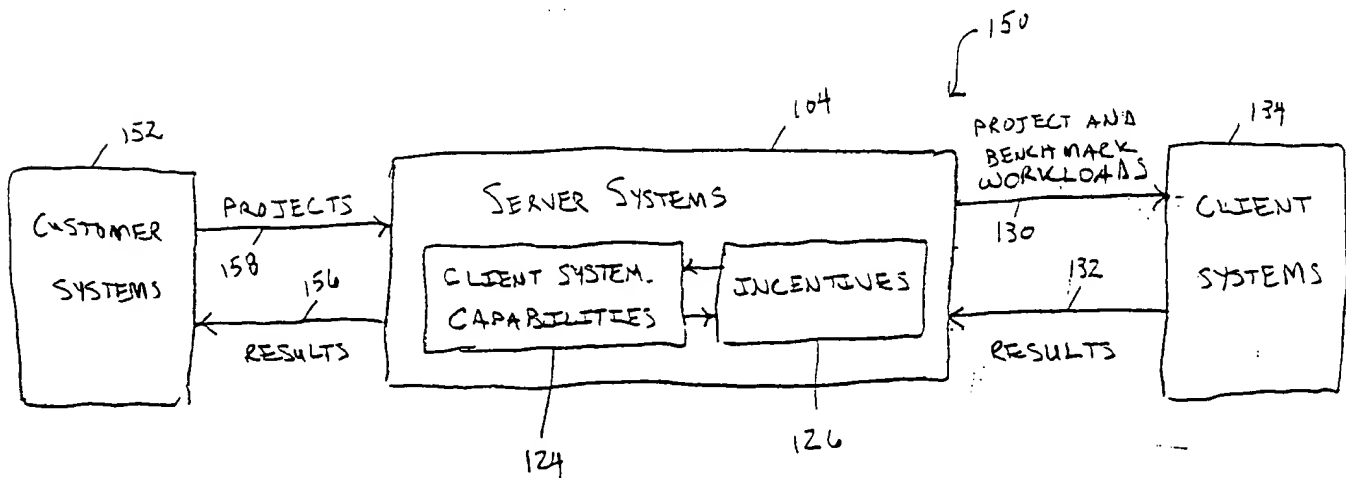 150
152
104
PROJECT AND
BENCHMARK
WORKLOADS
134
CUSTOMER
SYSTEMS
PROJECTS
158
156
RESULTS
SERVER SYSTEMS
CLIENT SYSTEM.
CAPABILITIES
INCENTIVES
124
126
130
132
RESULTS
CLIENT
SYSTEMS